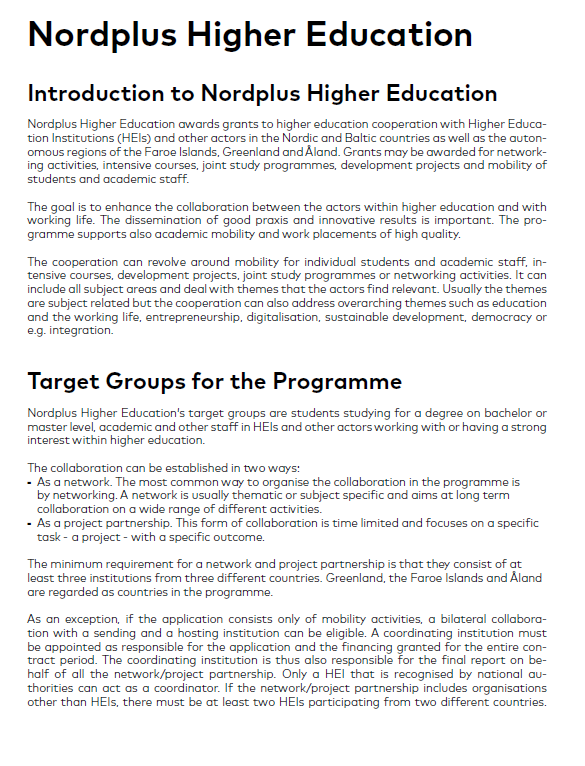 Nordplus Higher Education
Introduction to Nordplus Higher Education
Nordplus Higher Education awards grants to higher education cooperation with Higher Educa-
tion Institutions (HEIs) and other actors in the Nordic and Baltic countries as well as the auton-
omous regions of the Faroe Islands, Greenland and Åland. Grants may be awarded for network-
ing activities, intensive courses, joint study programmes, development projects and mobility of
students and academic staff.
The goal is to enhance the collaboration between the actors within higher education and with
working life. The dissemination of good praxis and innovative results is important. The pro-
gramme supports also academic mobility and work placements of high quality.
The cooperation can revolve around mobility for individual students and academic staff, in-
tensive courses, development projects, joint study programmes or networking activities. It can
include all subject areas and deal with themes that the actors find relevant. Usually the themes
are subject related but the cooperation can also address overarching themes such as education
and the working life, entrepreneurship, digitalisation, sustainable development, democracy or
e.g. integration.
Target Groups for the Programme
Nordplus Higher Education's target groups are students studying for a degree on bachelor or
master level, academic and other staff in HEIs and other actors working with or having a strong
interest within higher education.
The collaboration can be established in two ways:
- As a network. The most common way to organise the collaboration in the programme is
by networking. A network is usually thematic or subject specific and aims at long term
collaboration on a wide range of different activities.
- As a project partnership. This form of collaboration is time limited and focuses on a specific
task - a project - with a specific outcome.
The minimum requirement for a network and project partnership is that they consist of at
least three institutions from three different countries. Greenland, the Faroe Islands and Åland
are regarded as countries in the programme.
As an exception, if the application consists only of mobility activities, a bilateral collabora-
tion with a sending and a hosting institution can be eligible. A coordinating institution must
be appointed as responsible for the application and the financing granted for the entire con-
tract period. The coordinating institution is thus also responsible for the final report on be-
half of all the network/project partnership. Only a HEI that is recognised by national au-
thorities can act as a coordinator. If the network/project partnership includes organisations
other than HEIs, there must be at least two HEIs participating from two different countries.